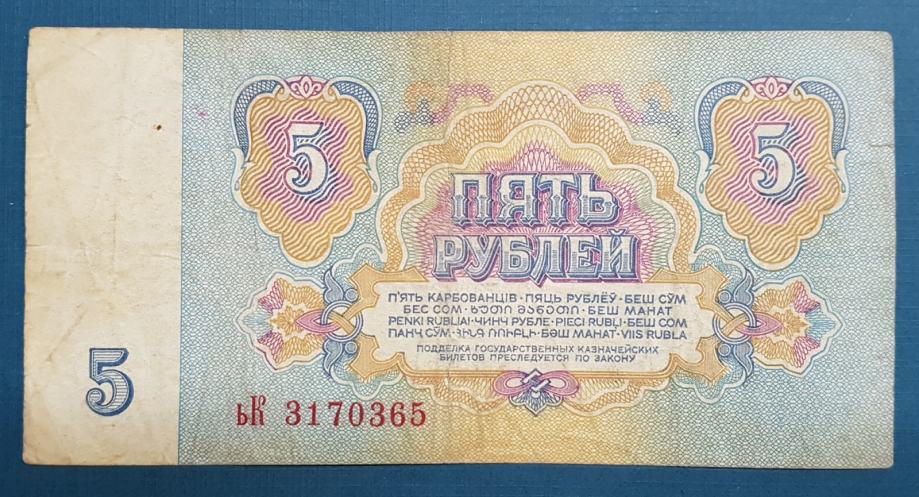 5
5
ПЯТЬ
РУБЛЕЙ
П'ЯТЬ КАРБОВАНЦІВ · ПЯЦЬ РУБЛЁЎ · БЕШ СЎМ
БЕС СОМ · ᲮᲣᲗᲘ ᲛᲐᲜᲔᲗᲘ · БЕШ МАНАТ
PENKI RUBLIAI · ЧИНЧ РУБЛЕ · PIECI RUBĻI · БЕШ СОМ
ПАНҶ СӮМ · ՀԻՆԳ ՌՈՒԲԼԻ · БӘШ МАНАТ · VIIS RUBLA
ПОДДЕЛКА ГОСУДАРСТВЕННЫХ КАЗНАЧЕЙСКИХ
БИЛЕТОВ ПРЕСЛЕДУЕТСЯ ПО ЗАКОНУ
5
ьК 3170365